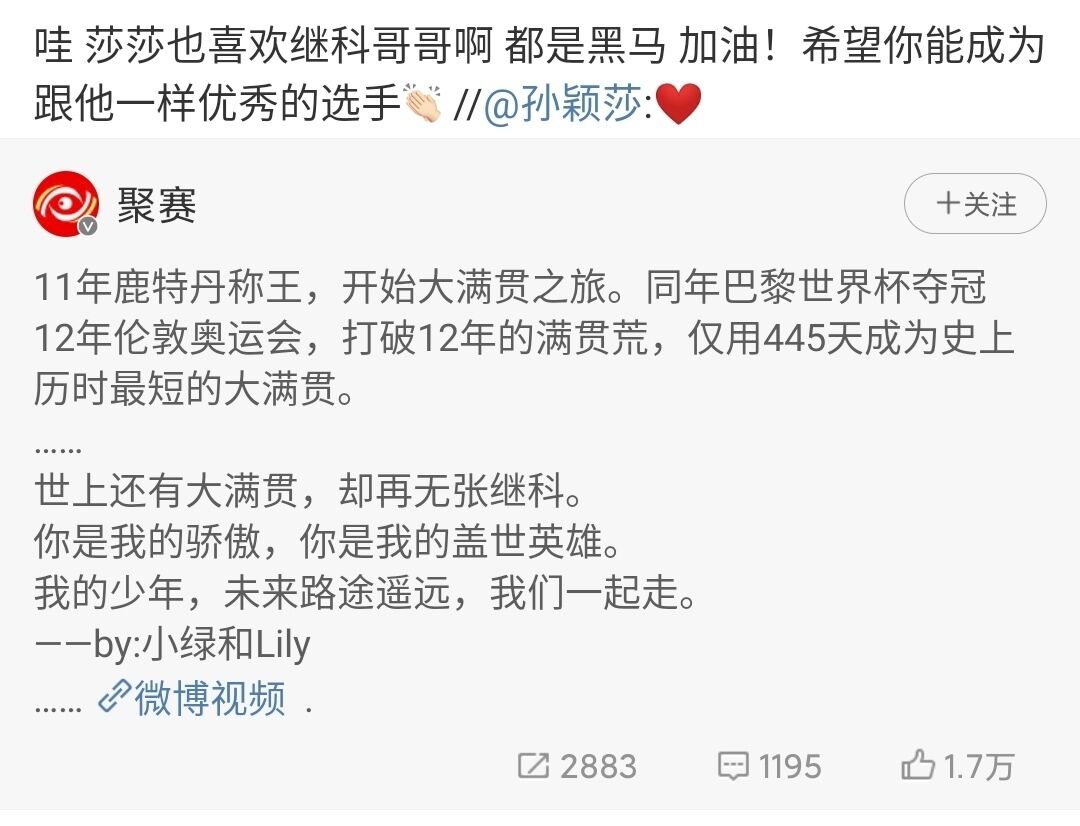 哇 莎莎也喜欢继科哥哥啊 都是黑马 加油！希望你能成为
跟他一样优秀的选手👏🏻 //@孙颖莎:❤️
聚赛
+关注
11年鹿特丹称王，开始大满贯之旅。同年巴黎世界杯夺冠
12年伦敦奥运会，打破12年的满贯荒，仅用445天成为史上
历时最短的大满贯。
……
世上还有大满贯，却再无张继科。
你是我的骄傲，你是我的盖世英雄。
我的少年，未来路途遥远，我们一起走。
——by:小绿和Lily
…… 微博视频 .
2883 1195 1.7万